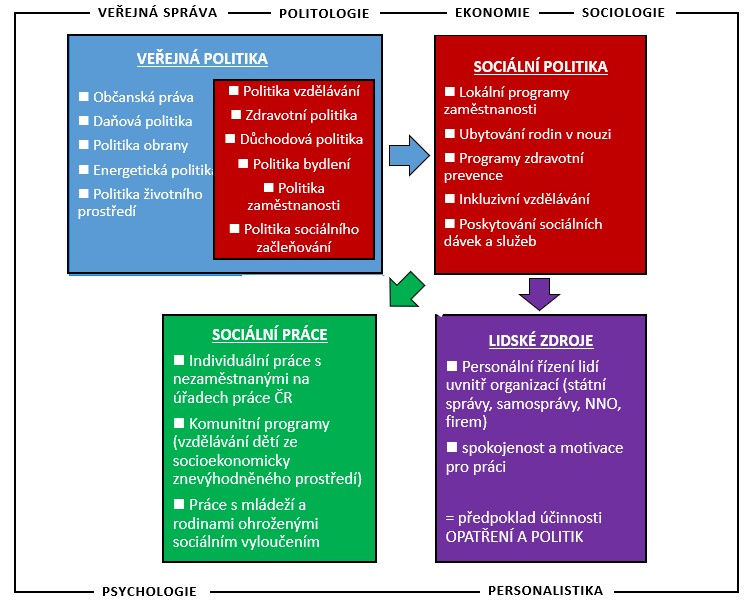 VEŘEJNÁ SPRÁVA
POLITOLOGIE
EKONOMIE
SOCIOLOGIE
VEŘEJNÁ POLITIKA
Občanská práva
Daňová politika
Politika obrany
Energetická politika
Politika životního
prostředí
Politika vzdělávání
Zdravotní politika
Důchodová politika
Politika bydlení
Politika
zaměstnanosti
Politika sociálního
začleňování
SOCIÁLNÍ POLITIKA
Lokální programy
zaměstnanosti
Ubytování rodin v nouzi
Programy zdravotní
prevence
Inkluzivní vzdělávání
Poskytování sociálních
dávek a služeb
SOCIÁLNÍ PRÁCE
Individuální práce s
nezaměstnanými na
úřadech práce ČR
Komunitní programy
(vzdělávání dětí ze
socioekonomicky
znevýhodněného prostředí)
Práce s mládeží a
rodinami ohroženými
sociálním vyloučením
LIDSKÉ ZDROJE
Personální řízení lidí
uvnitř organizací (státní
správy, samosprávy, NNO,
firem)
spokojenost a motivace
pro práci
= předpoklad účinnosti
OPATŘENÍ A POLITIK
PSYCHOLOGIE
PERSONALISTIKA